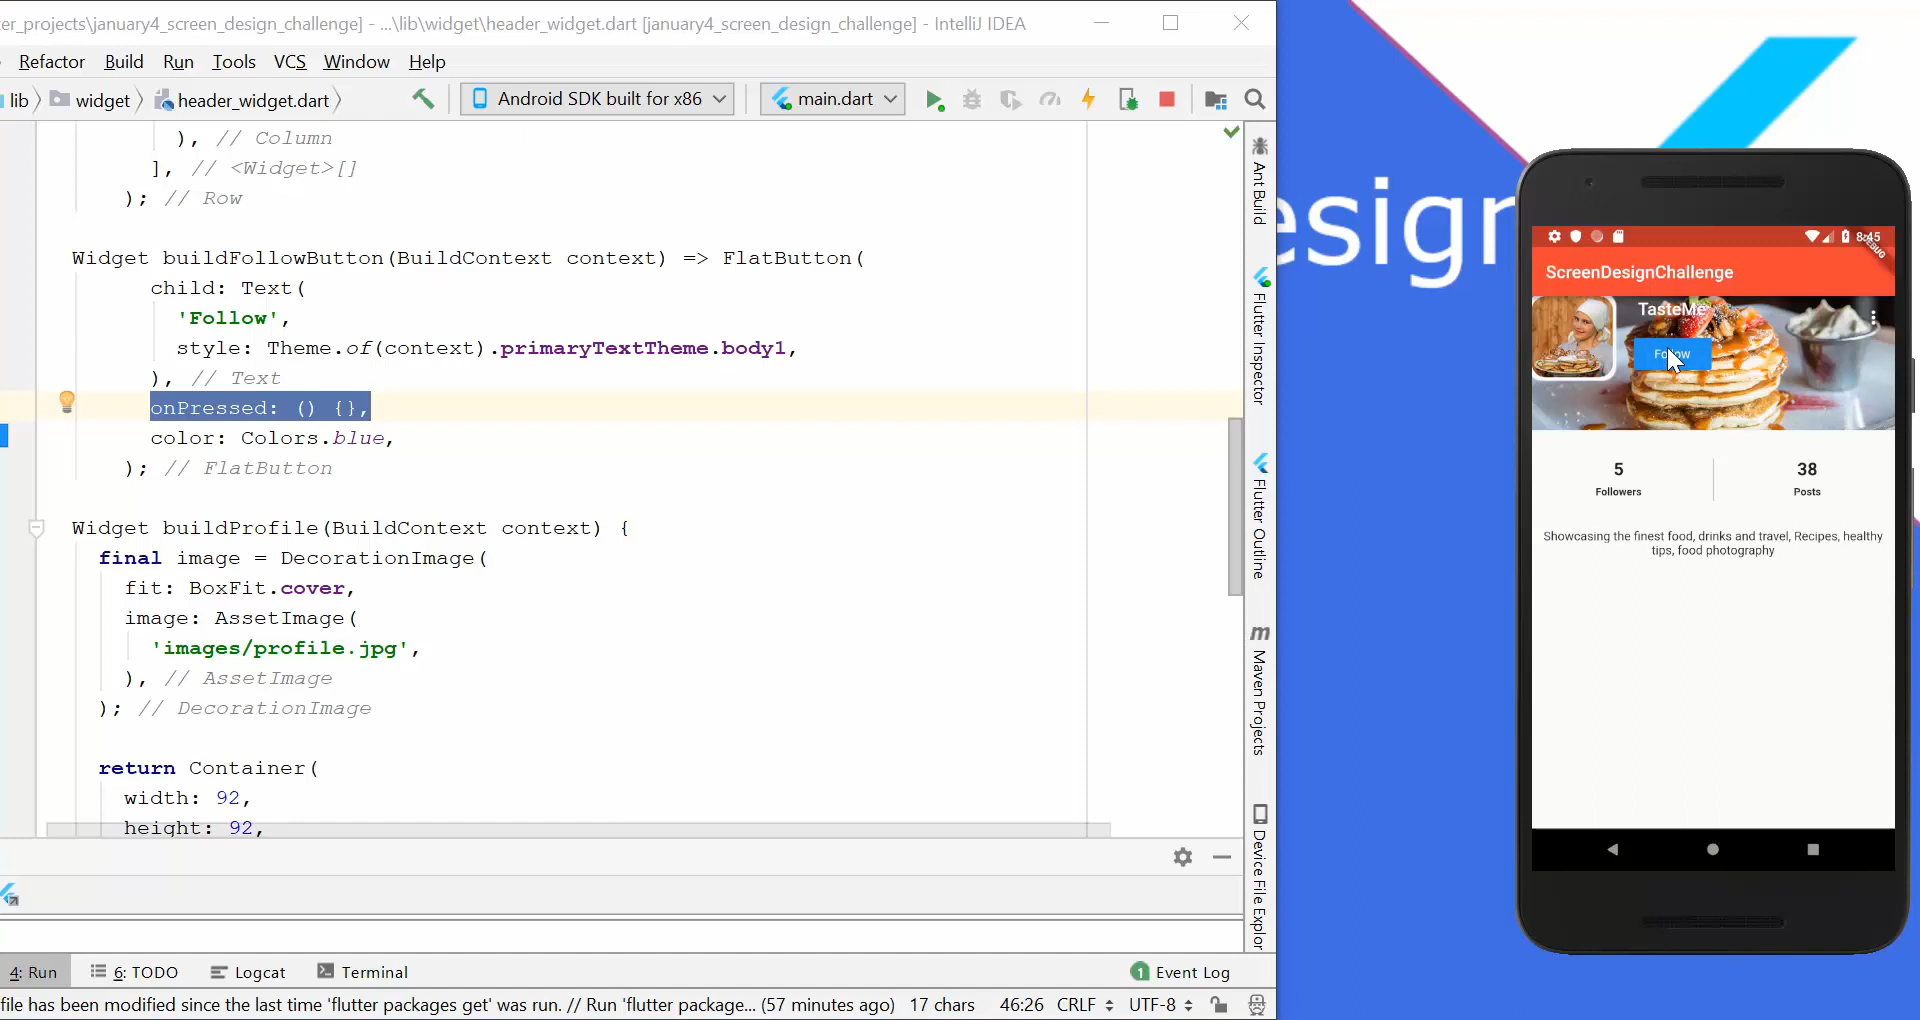 er_projects\january4_screen_design_challenge] - ...\lib\widget\header_widget.dart [january4_screen_design_challenge] - IntelliJ IDEA
Refactor Build Run Tools VCS Window Help
lib widget header_widget.dart Android SDK built for x86 main.dart
), // Column
], // <Widget>[]
); // Row
Widget buildFollowButton(BuildContext context) => FlatButton(
child: Text(
'Follow',
style: Theme.of(context).primaryTextTheme.body1,
), // Text
onPressed: () {},
color: Colors.blue,
); // FlatButton
Widget buildProfile(BuildContext context) {
final image = DecorationImage(
fit: BoxFit.cover,
image: AssetImage(
'images/profile.jpg',
), // AssetImage
); // DecorationImage
return Container(
width: 92,
height: 92,
Ant Build
Flutter Inspector
Flutter Outline
m Maven Projects
Device File Explor
4: Run 6: TODO Logcat Terminal 1 Event Log
file has been modified since the last time 'flutter packages get' was run. // Run 'flutter package... (57 minutes ago) 17 chars 46:26 CRLF UTF-8
esign
8:45
DEBUG
ScreenDesignChallenge
TasteMe
Follow
5 38
Followers Posts
Showcasing the finest food, drinks and travel, Recipes, healthy
tips, food photography